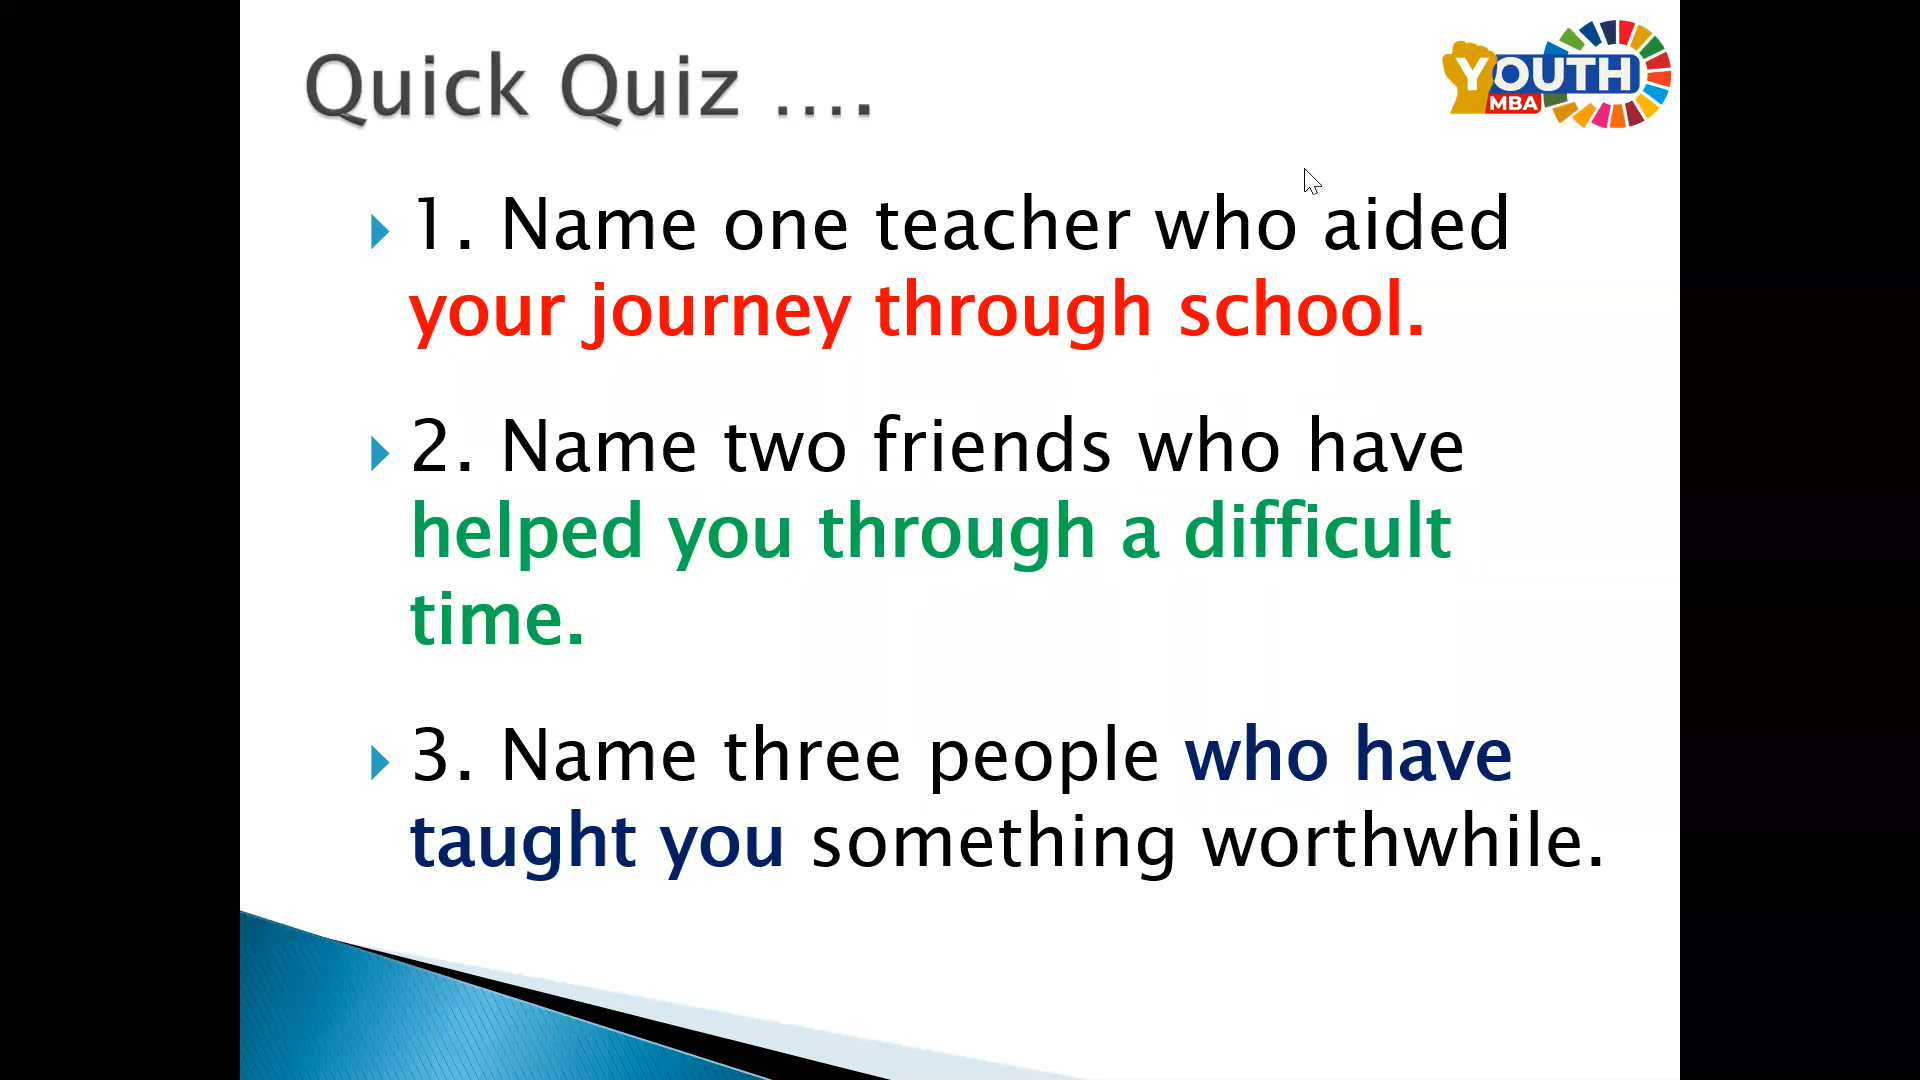 Quick Quiz ....
YOUTH
MBA
1. Name one teacher who aided
your journey through school.
2. Name two friends who have
helped you through a difficult
time.
3. Name three people who have
taught you something worthwhile.